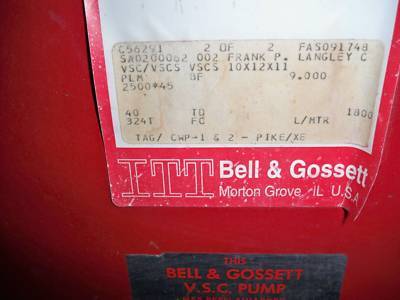 C56291 2 OF 2 FAS091748
SA0200062 002 FRANK P. LANGLEY C
VSC/VSCS VSCS 10X12X11
PLM BF 9.000
2500*45
40 TD 1800
324T FC L/MTR
TAG/ CWP-1 & 2 - PIKE/XE
ITT Bell & Gossett
Morton Grove IL U.S.A
THIS
BELL & GOSSETT
V.S.C. PUMP